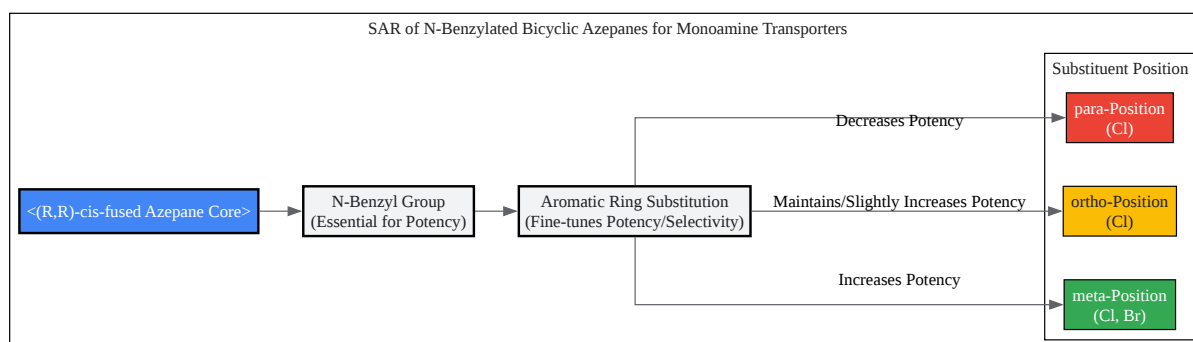 SAR of N-Benzylated Bicyclic Azepanes for Monoamine Transporters
Substituent Position
<(R,R)-cis-fused Azepane Core>
N-Benzyl Group
(Essential for Potency)
Aromatic Ring Substitution
(Fine-tunes Potency/Selectivity)
Decreases Potency
para-Position
(Cl)
Maintains/Slightly Increases Potency
ortho-Position
(Cl)
Increases Potency
meta-Position
(Cl, Br)